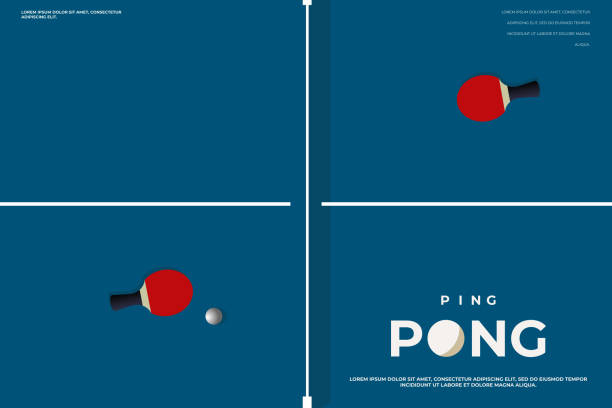 LOREM IPSUM DOLOR SIT AMET, CONSECTETUR
ADIPISCING ELIT.
LOREM IPSUM DOLOR SIT AMET, CONSECTETUR
ADIPISCING ELIT, SED DO EIUSMOD TEMPOR
INCIDIDUNT UT LABORE ET DOLORE MAGNA
ALIQUA.
PING
PONG
LOREM IPSUM DOLOR SIT AMET, CONSECTETUR ADIPISCING ELIT, SED DO EIUSMOD TEMPOR
INCIDIDUNT UT LABORE ET DOLORE MAGNA ALIQUA.